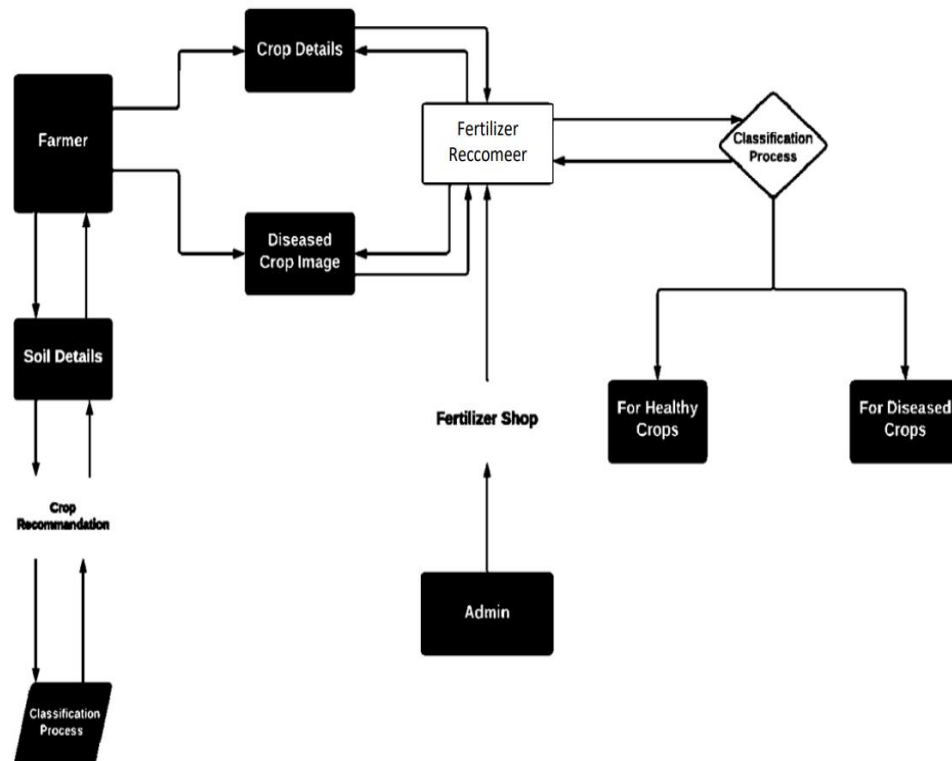 Crop Details
Farmer
Fertilizer
Reccomeer
Classification
Process
Diseased
Crop Image
Soil Details
For Healthy
Crops
For Diseased
Crops
Fertilizer Shop
Crop
Recommandation
Admin
Classification
Process